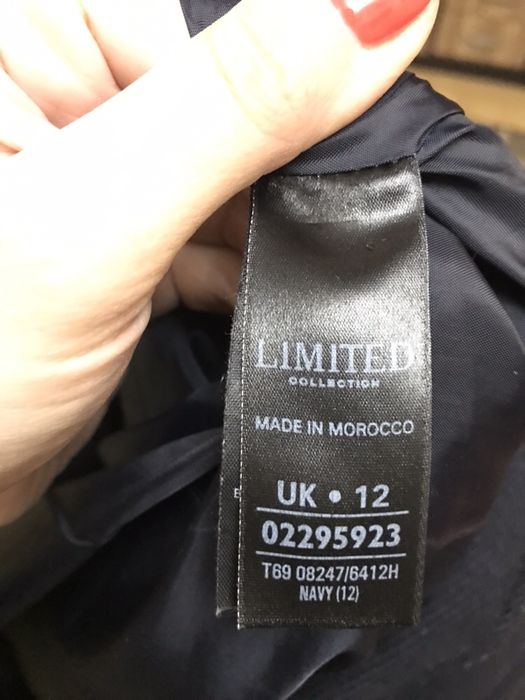 LIMITED
COLLECTION
MADE IN MOROCCO
UK • 12
02295923
T69 08247/6412H
NAVY (12)